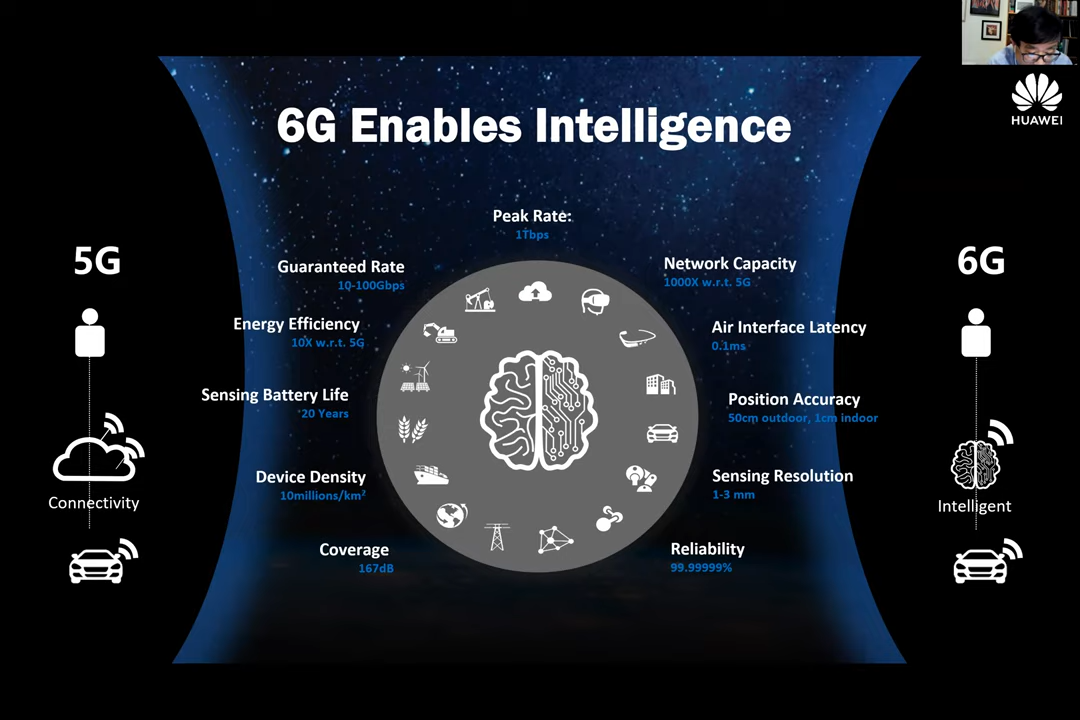 HUAWEI
6G Enables Intelligence
Peak Rate:
1Tbps
5G
Connectivity
Guaranteed Rate
10-100Gbps
Energy Efficiency
10X w.r.t. 5G
Sensing Battery Life
20 Years
Device Density
10millions/km²
Coverage
167dB
Network Capacity
1000X w.r.t. 5G
Air Interface Latency
0.1ms
Position Accuracy
50cm outdoor, 1cm indoor
Sensing Resolution
1-3 mm
Reliability
99.99999%
6G
Intelligent